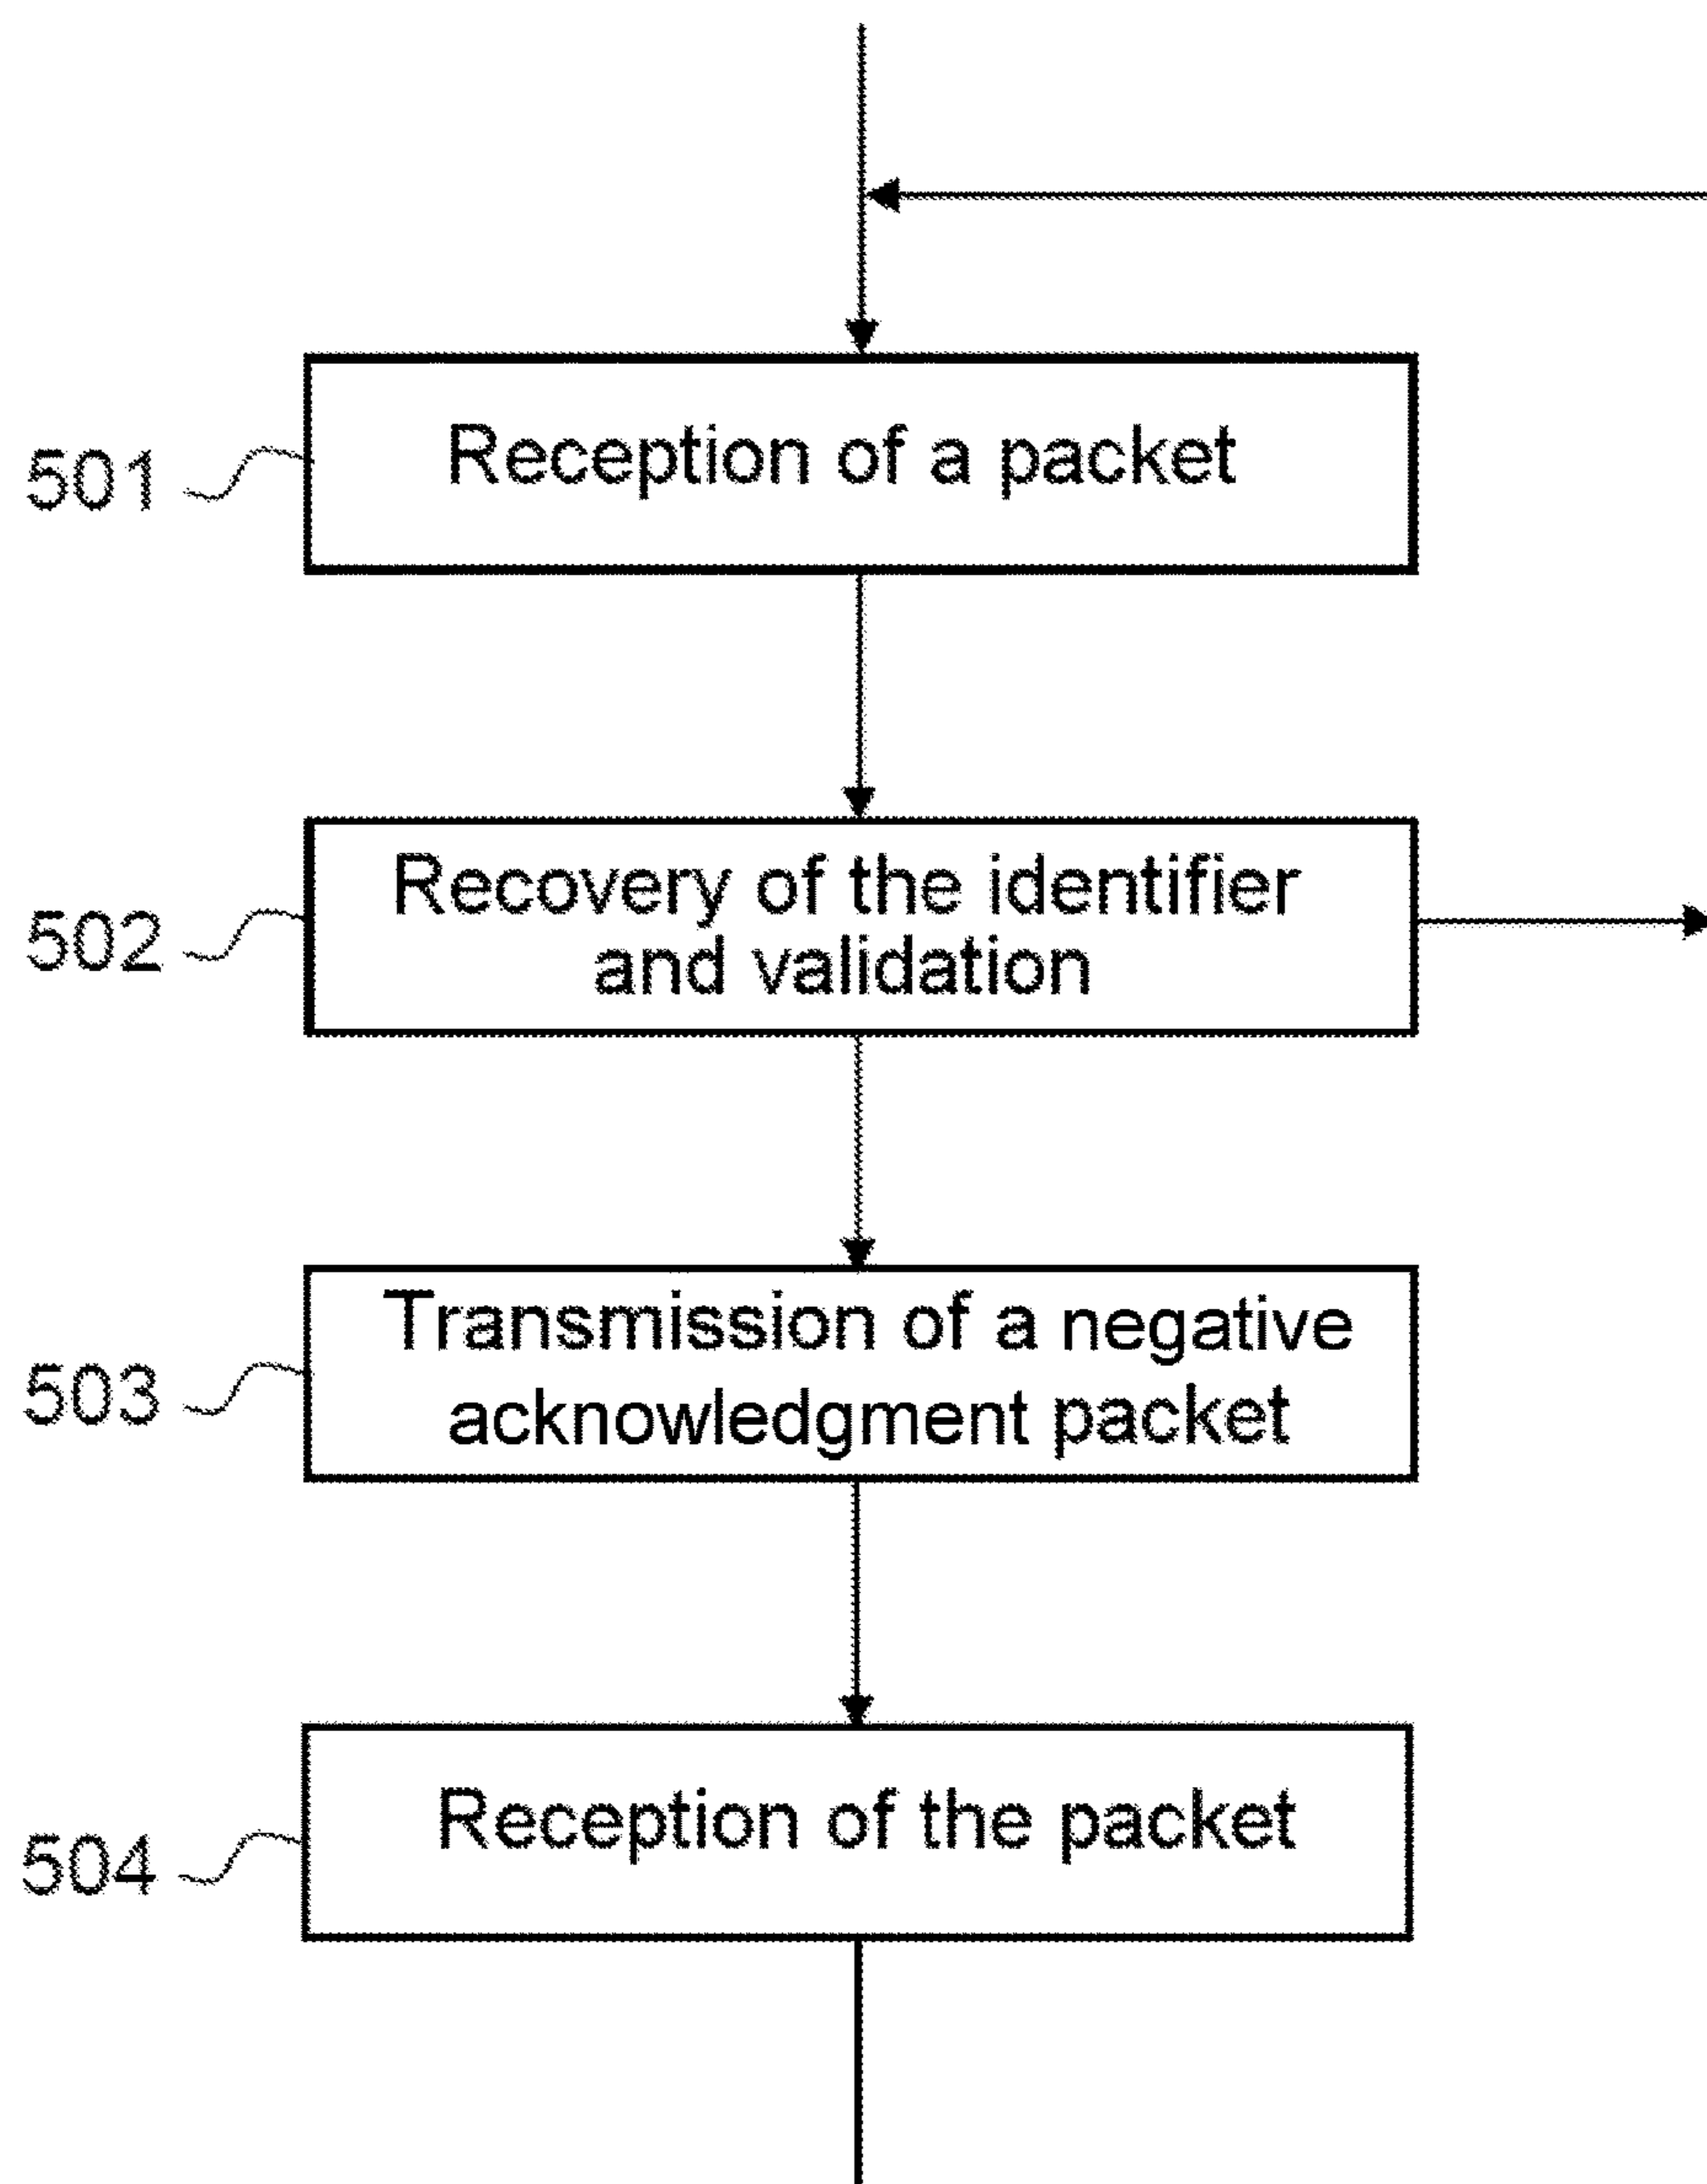 Reception of a packet
501
Recovery of the identifier
and validation
502
Transmission of a negative
acknowledgment packet
503
Reception of the packet
504